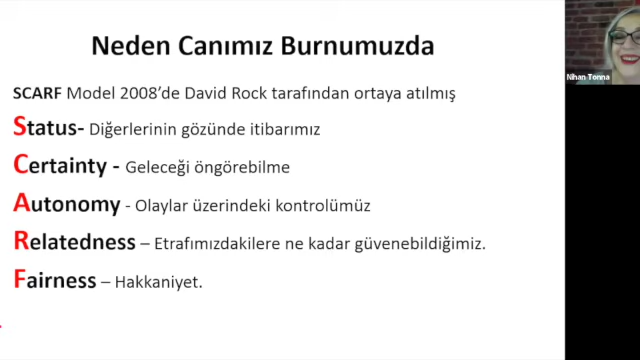 Neden Canımız Burnumuzda
SCARF Model 2008’de David Rock tarafından ortaya atılmış
Status- Diğerlerinin gözünde itibarımız
Certainty - Geleceği öngörebilme
Autonomy - Olaylar üzerindeki kontrolümüz
Relatedness – Etrafımızdakilere ne kadar güvenebildiğimiz.
Fairness – Hakkaniyet.
Nihan Tonna